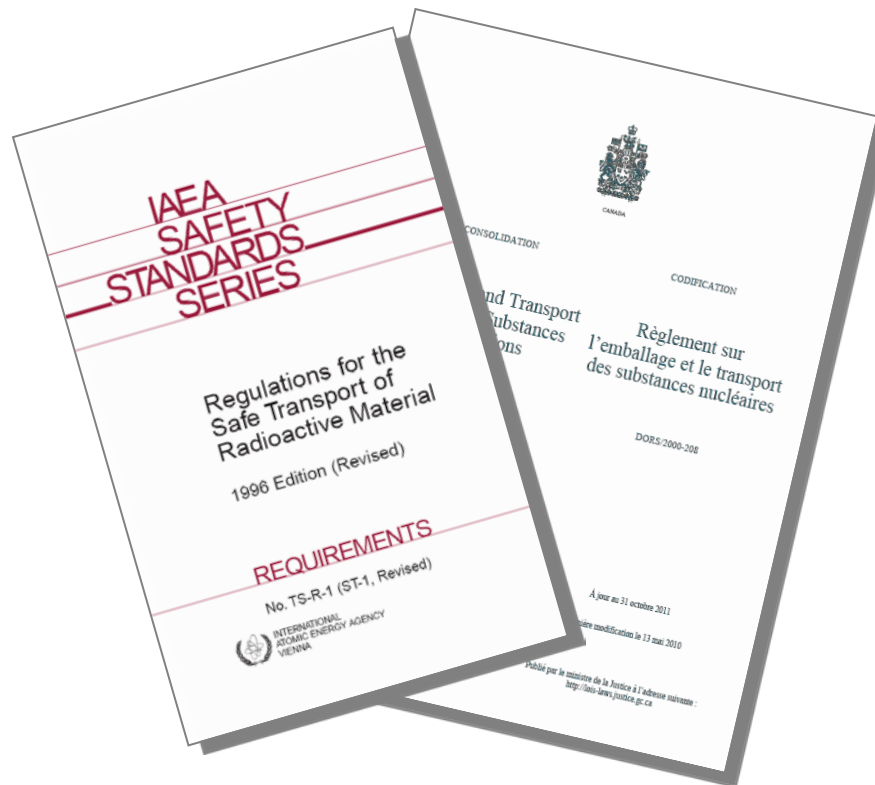 IAEA
SAFETY
STANDARDS
SERIES
Regulations for the
Safe Transport of
Radioactive Material
1996 Edition (Revised)
REQUIREMENTS
No. TS-R-1 (ST-1, Revised)
INTERNATIONAL
ATOMIC ENERGY AGENCY
VIENNA
CANADA
CONSOLIDATION
nd Transport
Substances
ons
CODIFICATION
Règlement sur
l’emballage et le transport
des substances nucléaires
DORS/2000-208
À jour au 31 octobre 2011
modification le 13 mai 2010
Publié par le ministre de la Justice à l’adresse suivante :
http://lois-laws.justice.gc.ca